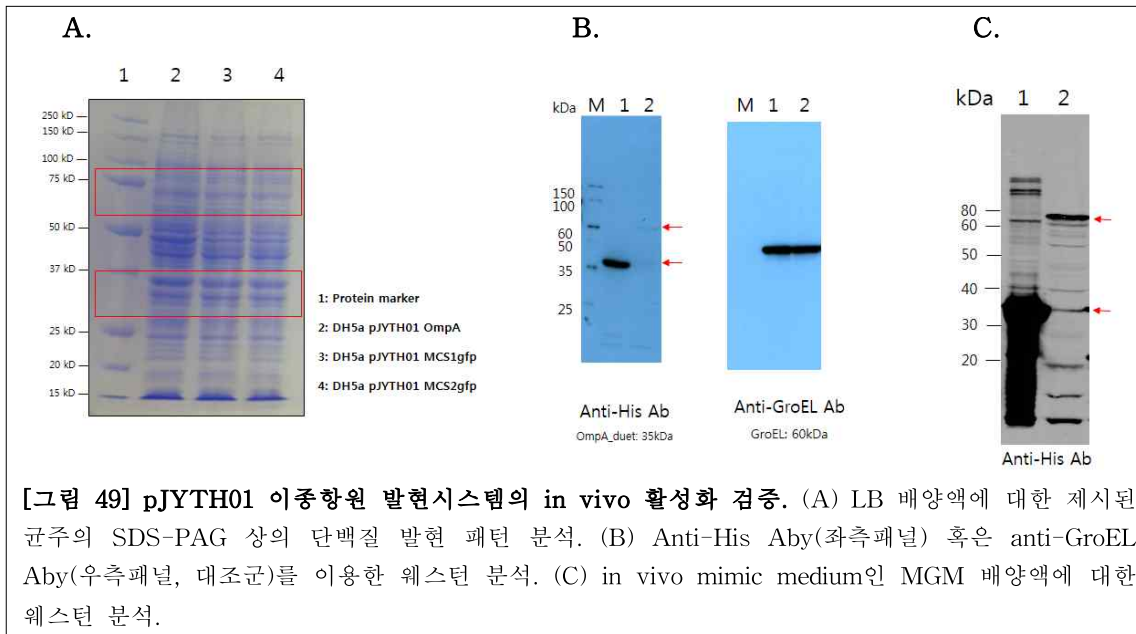 A.
1 2 3 4
250 kD
150 kD
100 kD
75 kD
50 kD
37 kD
25 kD
20 kD
15 kD
1: Protein marker
2: DH5a pJYTH01 OmpA
3: DH5a pJYTH01 MCS1gfp
4: DH5a pJYTH01 MCS2gfp
B.
kDa M 1 2
150
100
60
50
35
25
Anti-His Ab
OmpA_duet: 35kDa
M 1 2
Anti-GroEL Ab
GroEL: 60kDa
C.
kDa 1 2
80
60
50
40
30
20
Anti-His Ab
[그림 49] pJYTH01 이종항원 발현시스템의 in vivo 활성화 검증. (A) LB 배양액에 대한 제시된
균주의 SDS-PAG 상의 단백질 발현 패턴 분석. (B) Anti-His Aby(좌측패널) 혹은 anti-GroEL
Aby(우측패널, 대조군)를 이용한 웨스턴 분석. (C) in vivo mimic medium인 MGM 배양액에 대한
웨스턴 분석.